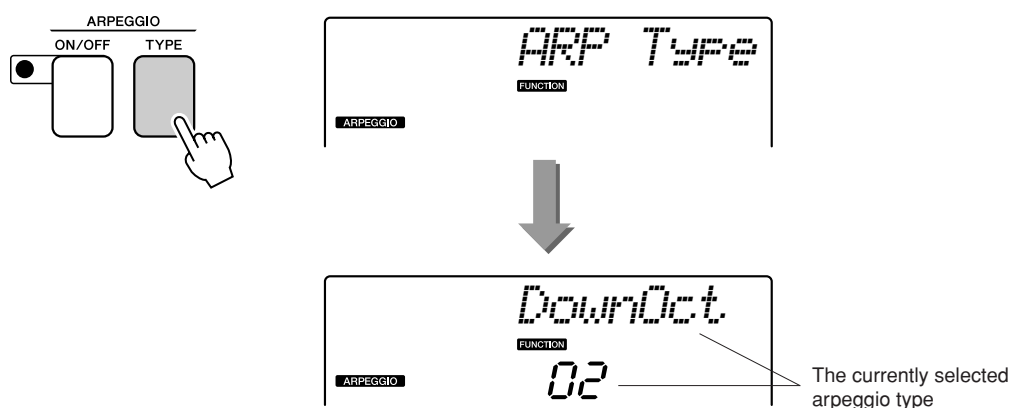 ARPEGGIO
ON/OFF TYPE
ARP Type
FUNCTION
ARPEGGIO
DownOct
FUNCTION
ARPEGGIO
02
The currently selected
arpeggio type